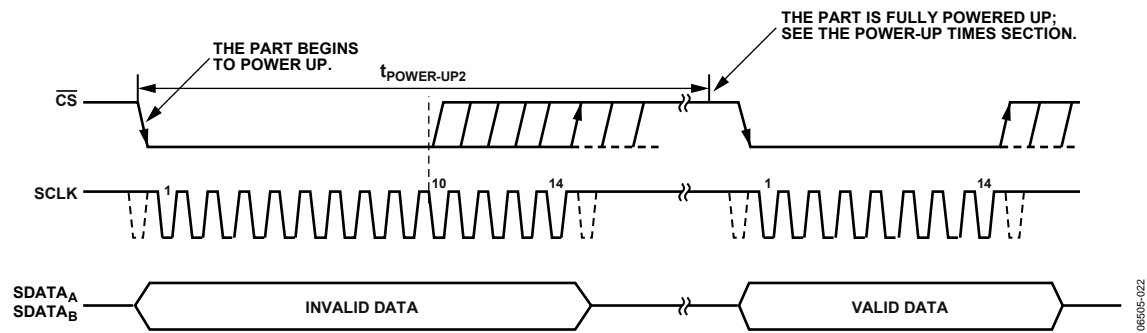 THE PART IS FULLY POWERED UP;
SEE THE POWER-UP TIMES SECTION.
THE PART BEGINS
TO POWER UP.
tPOWER-UP2
CS
SCLK
1
10
14
1
14
SDATAA
SDATAB
INVALID DATA
VALID DATA
06505-022